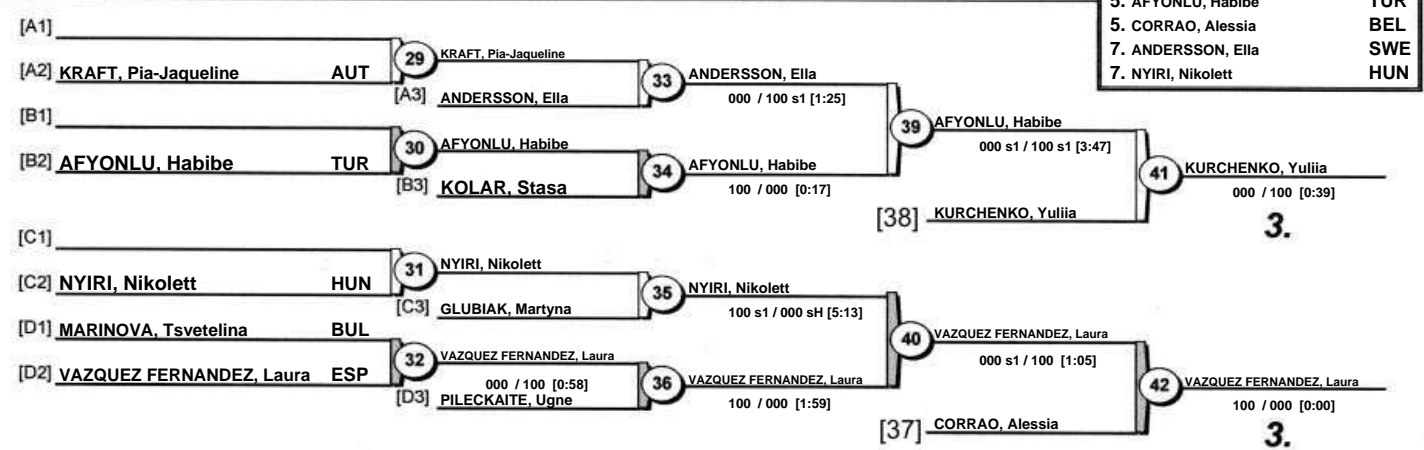 5. AFYONLU, Habibe TUR
5. CORRAO, Alessia BEL
7. ANDERSSON, Ella SWE
7. NYIRI, Nikolett HUN
[A1]
[A2] KRAFT, Pia-Jaqueline AUT
29
KRAFT, Pia-Jaqueline
[A3] ANDERSSON, Ella
33
ANDERSSON, Ella
000 / 100 s1 [1:25]
[B1]
[B2] AFYONLU, Habibe TUR
30
AFYONLU, Habibe
[B3] KOLAR, Stasa
34
AFYONLU, Habibe
100 / 000 [0:17]
39
AFYONLU, Habibe
000 s1 / 100 s1 [3:47]
[38] KURCHENKO, Yuliia
41
KURCHENKO, Yuliia
000 / 100 [0:39]
3.
[C1]
[C2] NYIRI, Nikolett HUN
31
NYIRI, Nikolett
[C3] GLUBIAK, Martyna
35
NYIRI, Nikolett
100 s1 / 000 sH [5:13]
[D1] MARINOVA, Tsvetelina BUL
[D2] VAZQUEZ FERNANDEZ, Laura ESP
32
VAZQUEZ FERNANDEZ, Laura
000 / 100 [0:58]
[D3] PILECKAITE, Ugne
36
VAZQUEZ FERNANDEZ, Laura
100 / 000 [1:59]
40
VAZQUEZ FERNANDEZ, Laura
000 s1 / 100 [1:05]
[37] CORRAO, Alessia
42
VAZQUEZ FERNANDEZ, Laura
100 / 000 [0:00]
3.